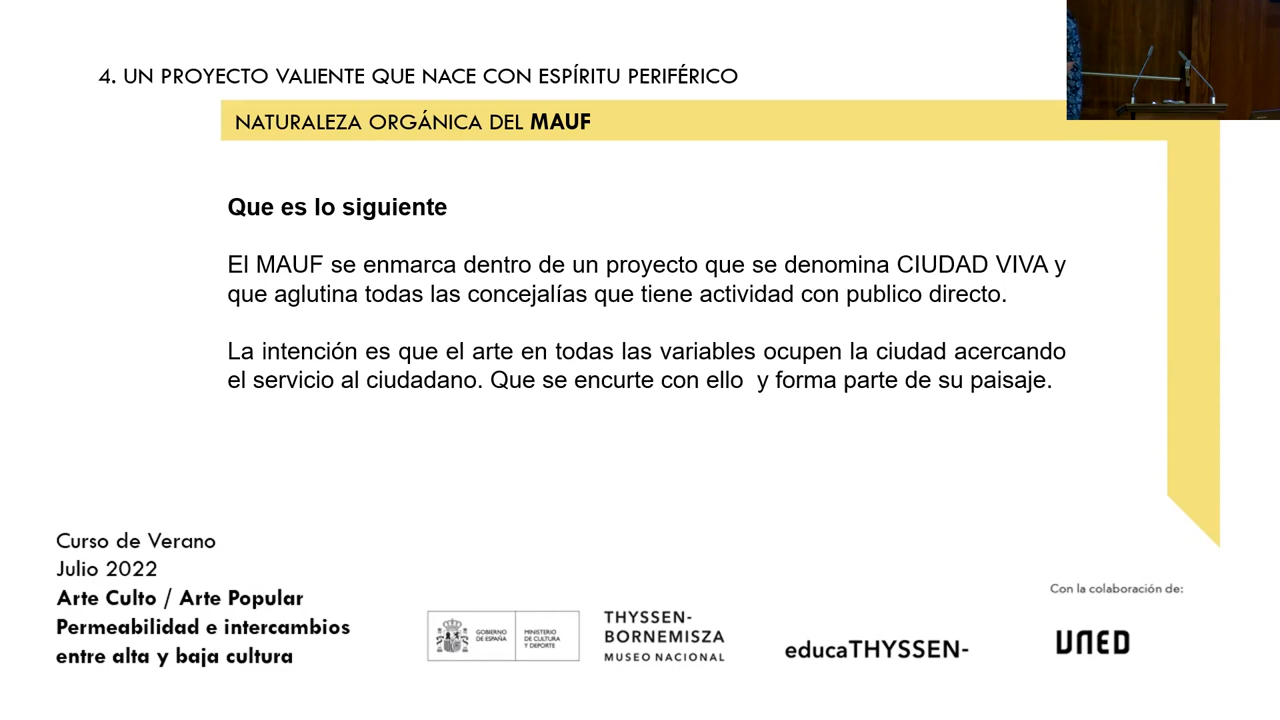 4. UN PROYECTO VALIENTE QUE NACE CON ESPÍRITU PERIFÉRICO
NATURALEZA ORGÁNICA DEL MAUF
Que es lo siguiente
El MAUF se enmarca dentro de un proyecto que se denomina CIUDAD VIVA y
que aglutina todas las concejalías que tiene actividad con publico directo.
La intención es que el arte en todas las variables ocupen la ciudad acercando
el servicio al ciudadano. Que se encurte con ello  y forma parte de su paisaje.
Curso de Verano
Julio 2022
Arte Culto / Arte Popular
Permeabilidad e intercambios
entre alta y baja cultura
GOBIERNO
DE ESPAÑA
MINISTERIO
DE CULTURA
Y DEPORTE
THYSSEN-
BORNEMISZA
MUSEO NACIONAL
educaTHYSSEN-
Con la colaboración de:
UNED